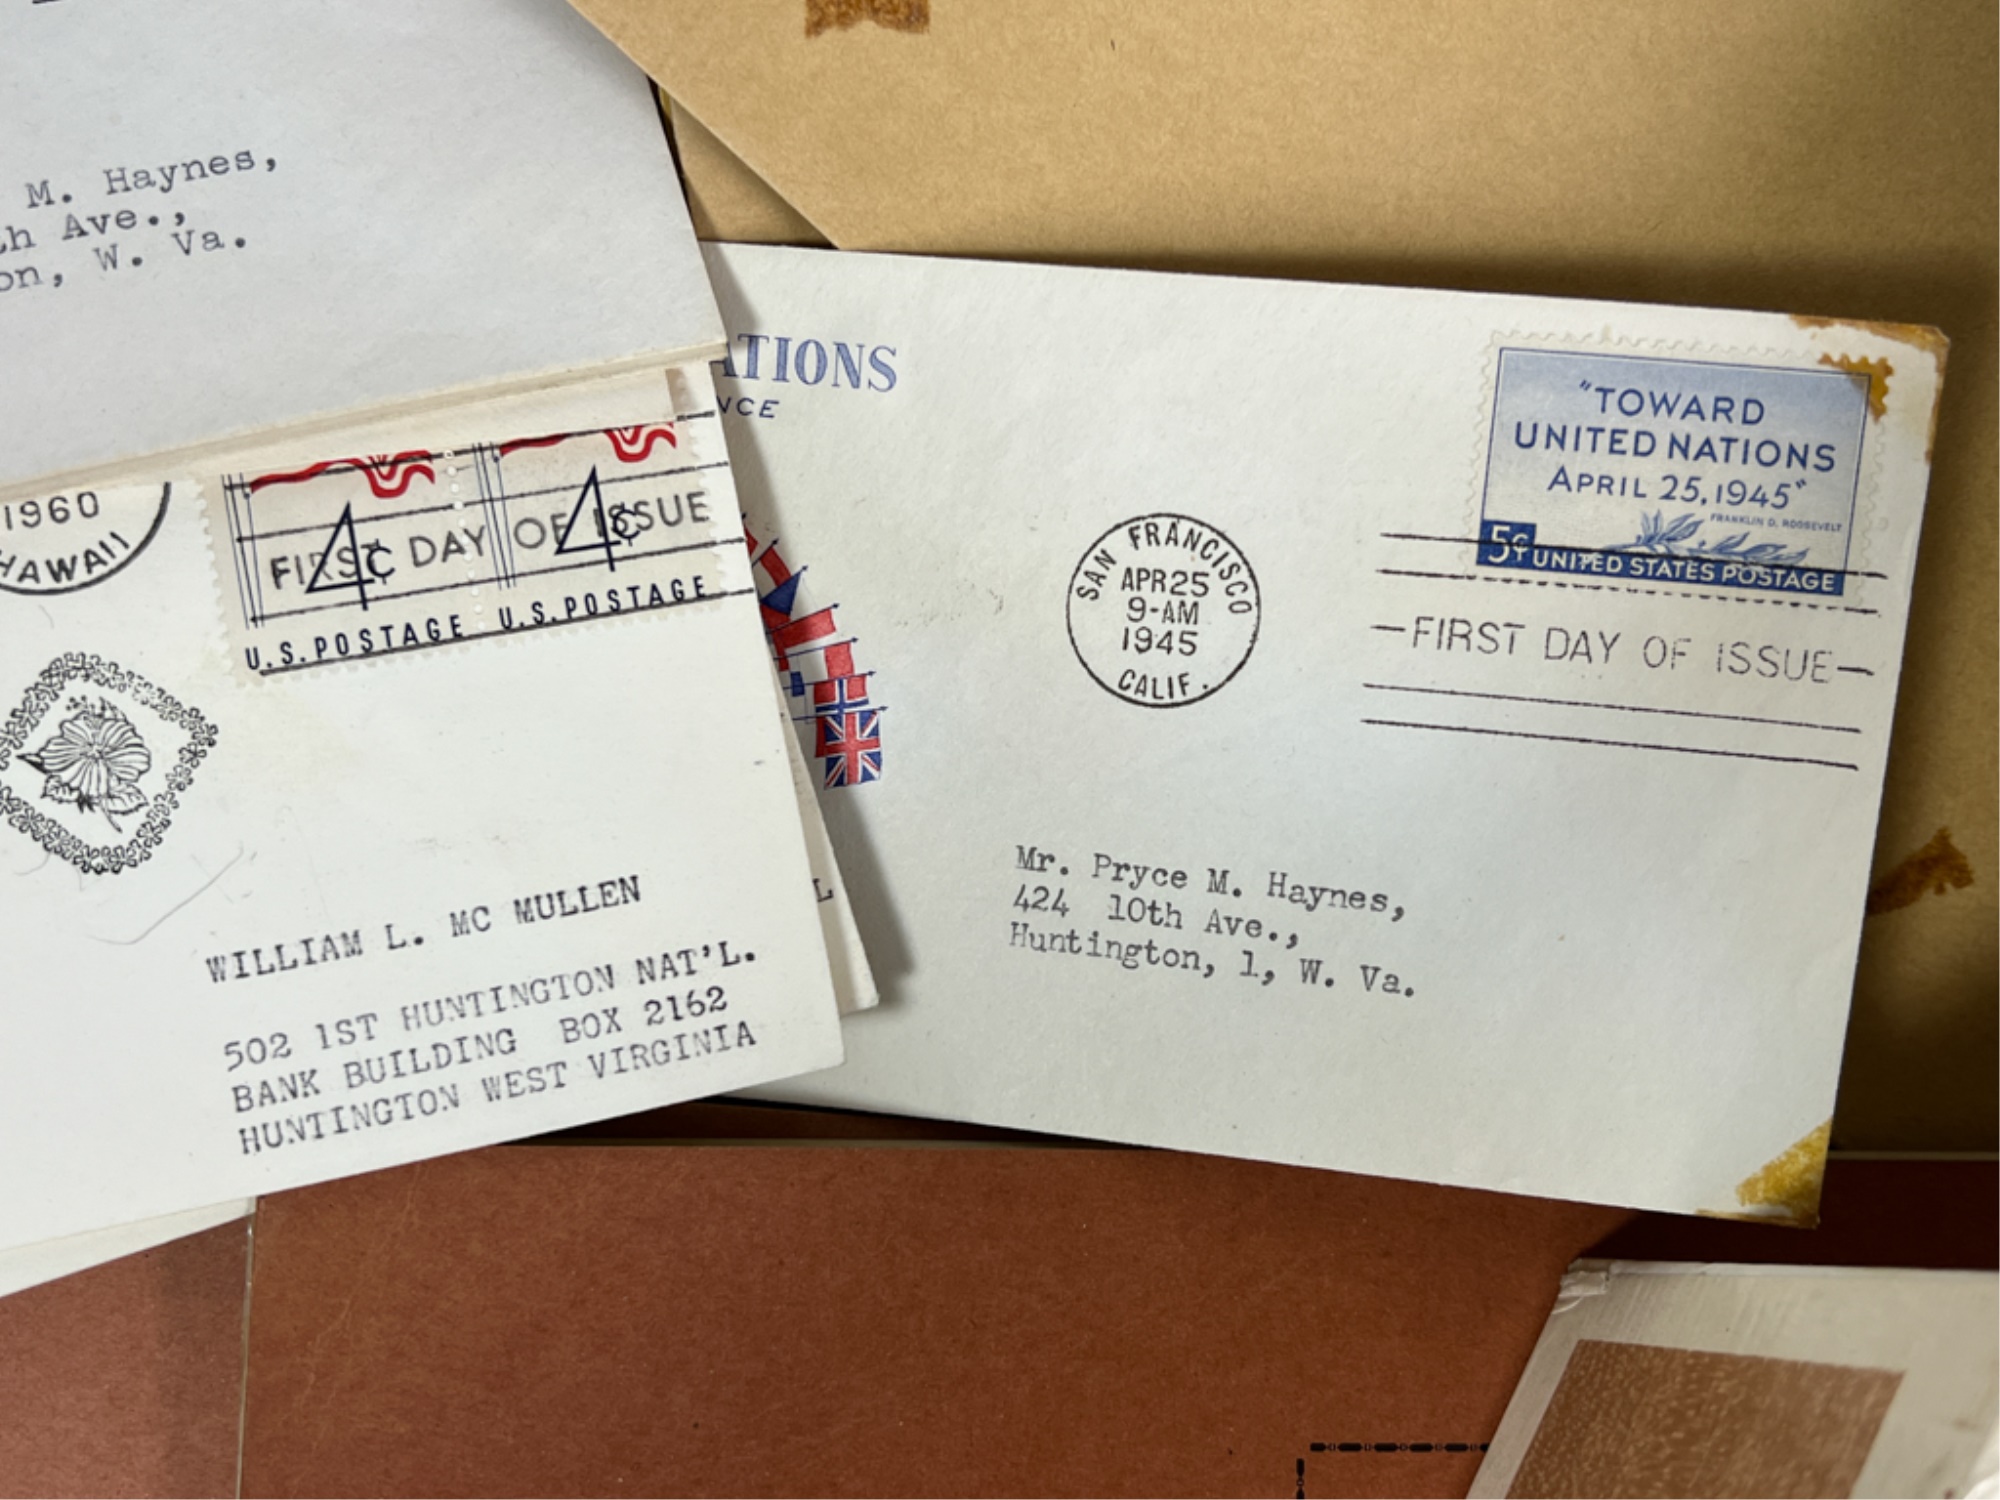 M. Haynes,
Ave.,
W. Va.
1960
HAWAII
FIRST DAY OF ISSUE
4¢ 4¢
U.S. POSTAGE U.S. POSTAGE
WILLIAM L. MC MULLEN
502 1ST HUNTINGTON NAT'L.
BANK BUILDING BOX 2162
HUNTINGTON WEST VIRGINIA
"TOWARD
UNITED NATIONS
APRIL 25, 1945"
FRANKLIN D. ROOSEVELT
5¢ UNITED STATES POSTAGE
SAN FRANCISCO
APR 25
9-AM
1945
CALIF.
—FIRST DAY OF ISSUE—
Mr. Pryce M. Haynes,
424 10th Ave.,
Huntington, 1, W. Va.